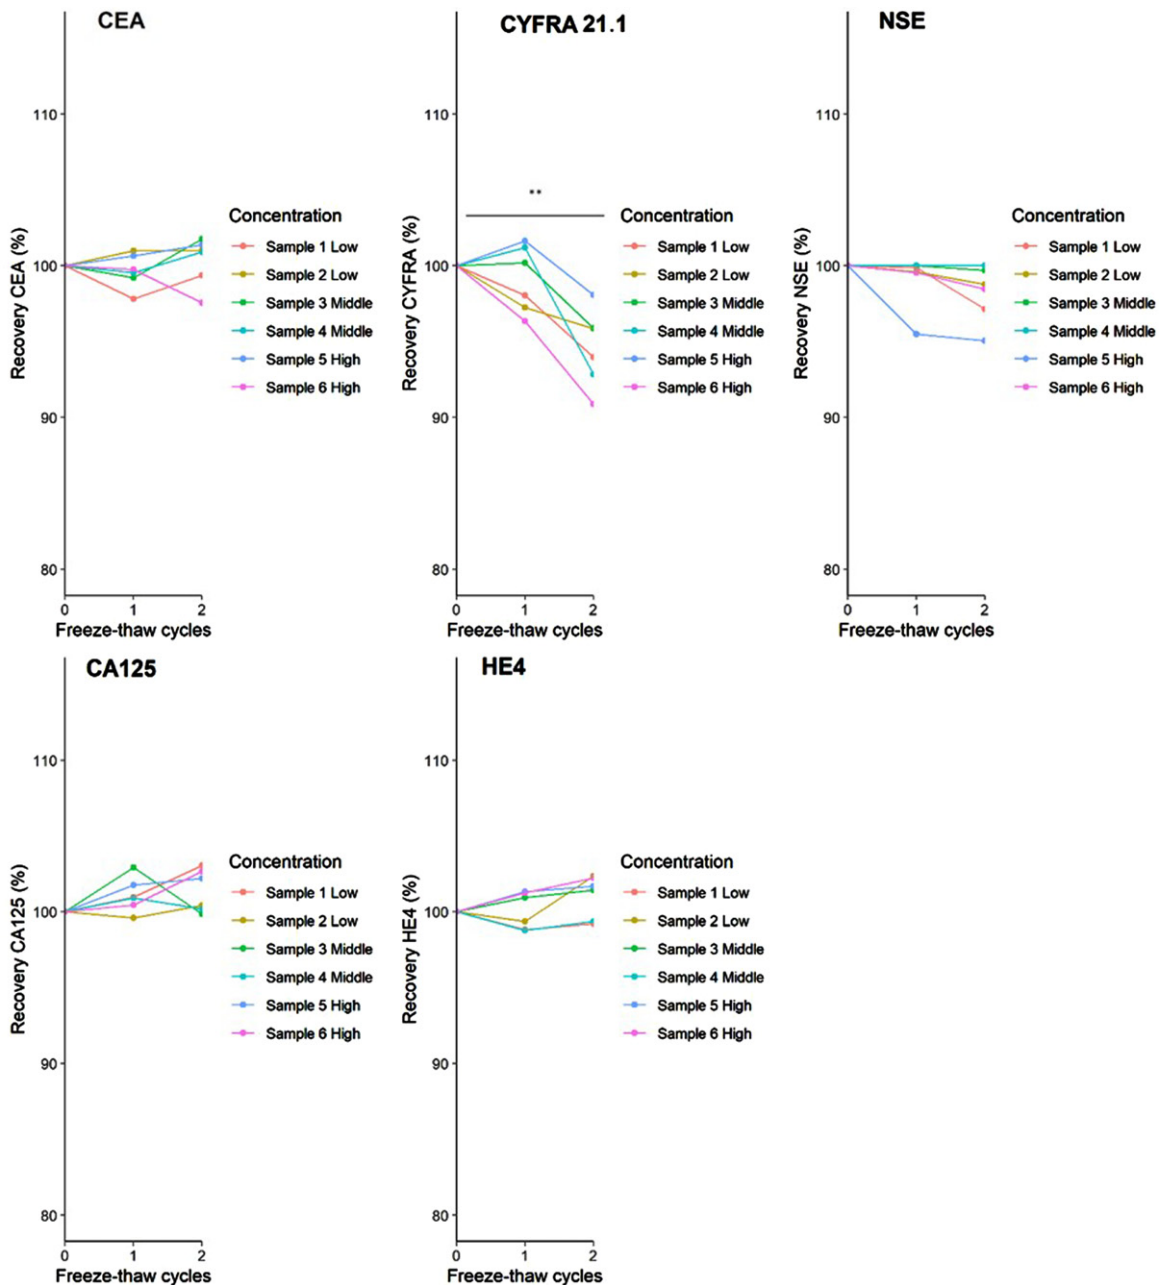 CEA
110
100
90
80
Recovery CEA (%)
0 1 2
Freeze-thaw cycles
Concentration
Sample 1 Low
Sample 2 Low
Sample 3 Middle
Sample 4 Middle
Sample 5 High
Sample 6 High
CYFRA 21.1
**
110
100
90
80
Recovery CYFRA (%)
0 1 2
Freeze-thaw cycles
Concentration
Sample 1 Low
Sample 2 Low
Sample 3 Middle
Sample 4 Middle
Sample 5 High
Sample 6 High
NSE
110
100
90
80
Recovery NSE (%)
0 1 2
Freeze-thaw cycles
Concentration
Sample 1 Low
Sample 2 Low
Sample 3 Middle
Sample 4 Middle
Sample 5 High
Sample 6 High
CA125
110
100
90
80
Recovery CA125 (%)
0 1 2
Freeze-thaw cycles
Concentration
Sample 1 Low
Sample 2 Low
Sample 3 Middle
Sample 4 Middle
Sample 5 High
Sample 6 High
HE4
110
100
90
80
Recovery HE4 (%)
0 1 2
Freeze-thaw cycles
Concentration
Sample 1 Low
Sample 2 Low
Sample 3 Middle
Sample 4 Middle
Sample 5 High
Sample 6 High